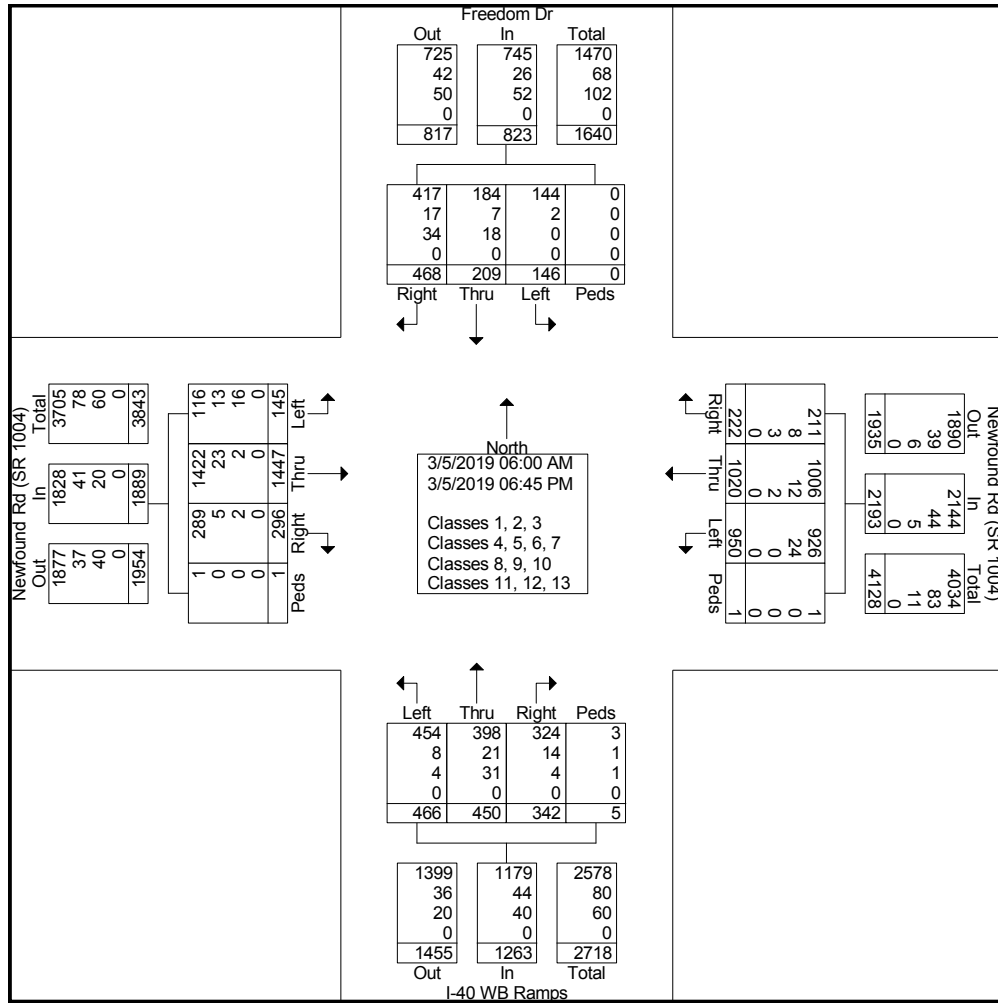 Freedom Dr
Out In Total
725 745 1470
42 26 68
50 52 102
0 0 0
817 823 1640
417 184 144 0
17 7 2 0
34 18 0 0
0 0 0 0
468 209 146 0
Right Thru Left Peds
Newfound Rd (SR 1004)
Total
3705
78
60
0
3843
In
1828
41
20
0
1889
Out
1877
37
40
0
1954
116
13
16
0
145
Left
1422
23
2
0
1447
Thru
289
5
2
0
296
Right
1
0
0
0
1
Peds
North
3/5/2019 06:00 AM
3/5/2019 06:45 PM
Classes 1, 2, 3
Classes 4, 5, 6, 7
Classes 8, 9, 10
Classes 11, 12, 13
Right
211
8
3
0
222
Thru
1006
12
2
0
1020
Left
926
24
0
0
950
Peds
1
0
0
0
1
Newfound Rd (SR 1004)
Out
1890
39
6
0
1935
In
2144
44
5
0
2193
Total
4034
83
11
0
4128
Left Thru Right Peds
454 398 324 3
8 21 14 1
4 31 4 1
0 0 0 0
466 450 342 5
1399 1179 2578
36 44 80
20 40 60
0 0 0
1455 1263 2718
Out In Total
I-40 WB Ramps